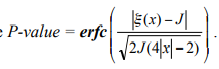 e P-value = erfc( |ξ(x) − J| / √2J(4|x|−2) ) .